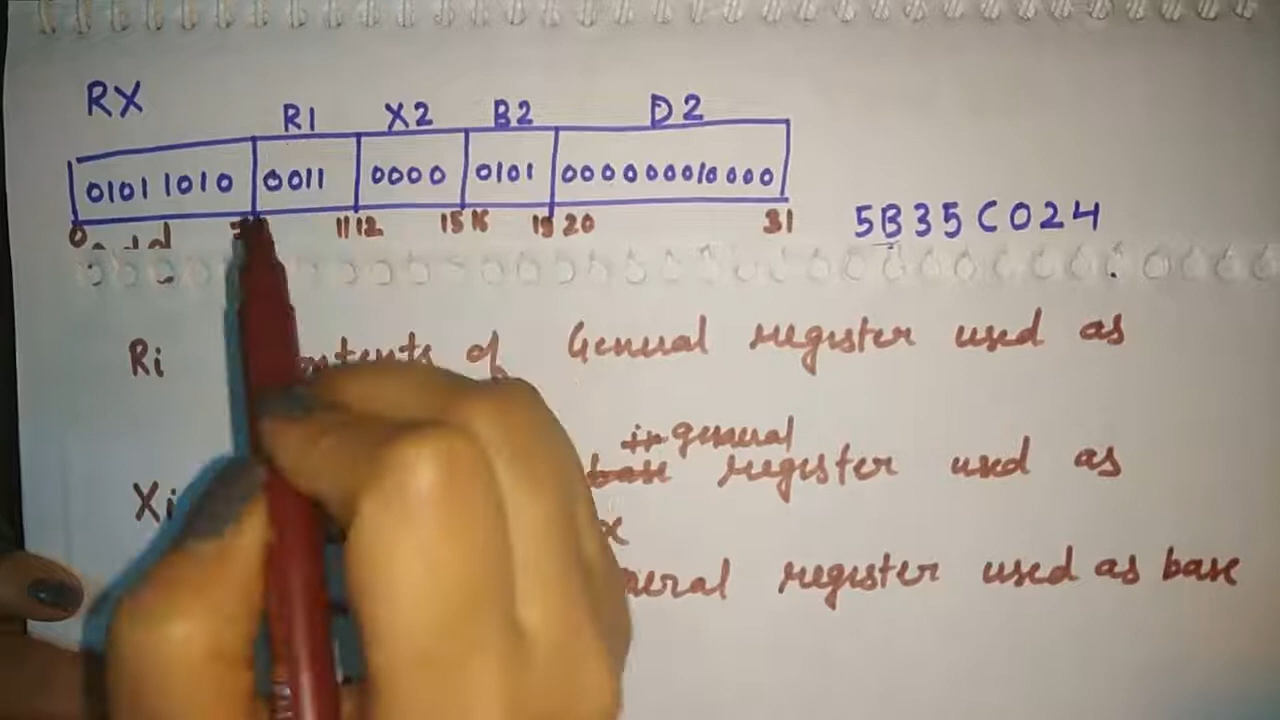 RX
R1 X2 B2 D2
0101 1010 0011 0000 0101 000000010000
0 11 12 15 16 19 20 31
5B35C024
Ri of General register used as
in general
Xi base register used as
register used as base